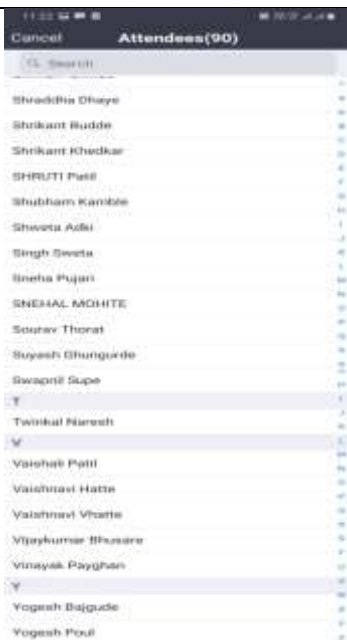 11:33
Cancel Attendees(90)
Search
Shraddha Dhaye
Shrikant Budde
Shrikant Khedkar
SHRUTI Patil
Shubham Kamble
Shweta Adki
Singh Sweta
Sneha Pujari
SNEHAL MOHITE
Sourav Thorat
Suyash Ghungurde
Swapnil Supe
T
Twinkal Naresh
V
Vaishali Patil
Vaishnavi Hatte
Vaishnavi Vhatte
Vijaykumar Bhusare
Vinayak Payghan
Y
Yogesh Bajgude
Yogesh Poul